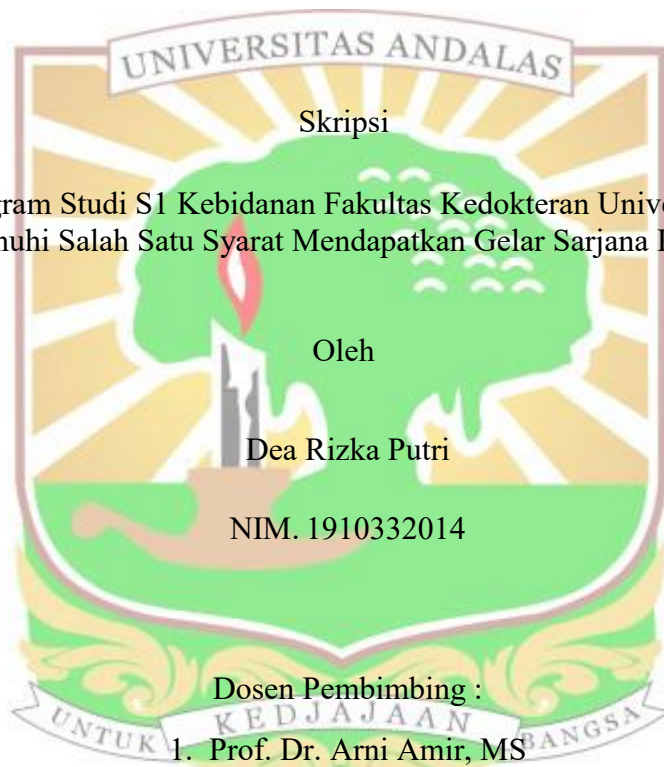 UNIVERSITAS ANDALAS
Skripsi
gram Studi S1 Kebidanan Fakultas Kedokteran Unive
uhi Salah Satu Syarat Mendapatkan Gelar Sarjana
Oleh
Dea Rizka Putri
NIM. 1910332014
Dosen Pembimbing :
UNTUK KEDJAJAAN BANGSA
1. Prof. Dr. Arni Amir, MS